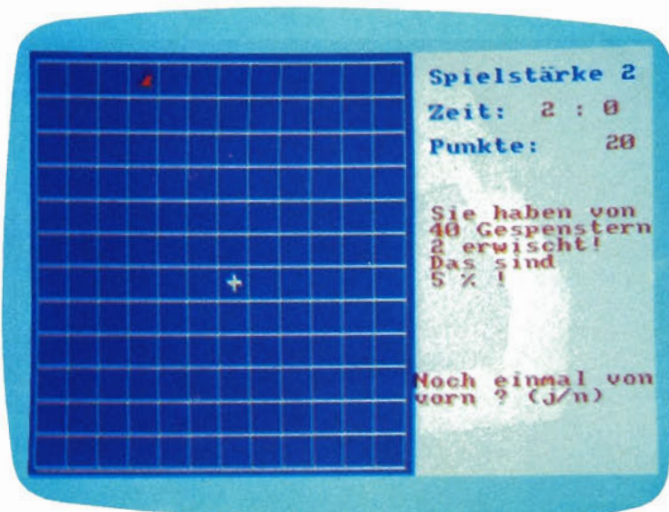 Spielstärke 2
Zeit: 2 : 0
Punkte: 20
Sie haben von
40 Gespenstern
2 erwischt!
Das sind
5 % !
Noch einmal von
vorn ? (j/n)